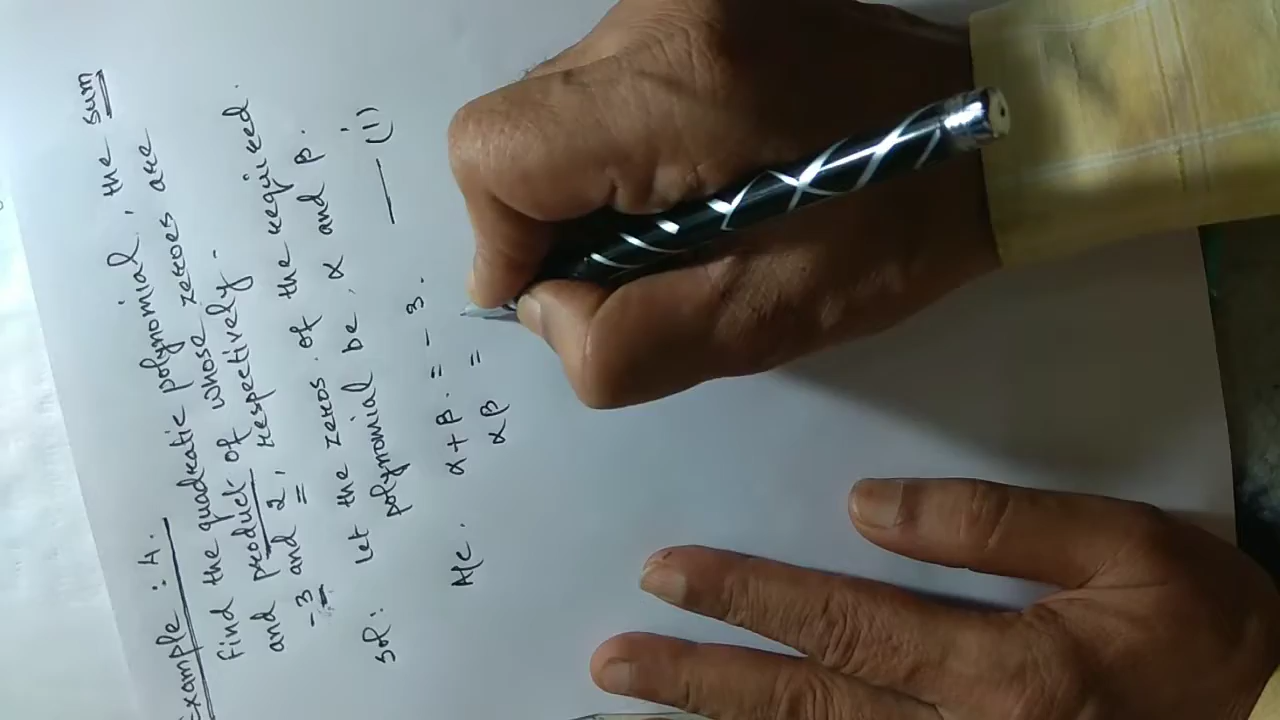 Example : 4.
Find the quadratic polynomial, the sum
and product of whose zeroes are
-3 and 2, respectively.
Sol: Let the zeros of the required
polynomial be, α and β.
— (1)
A/c. α + β. = - 3.
αβ =